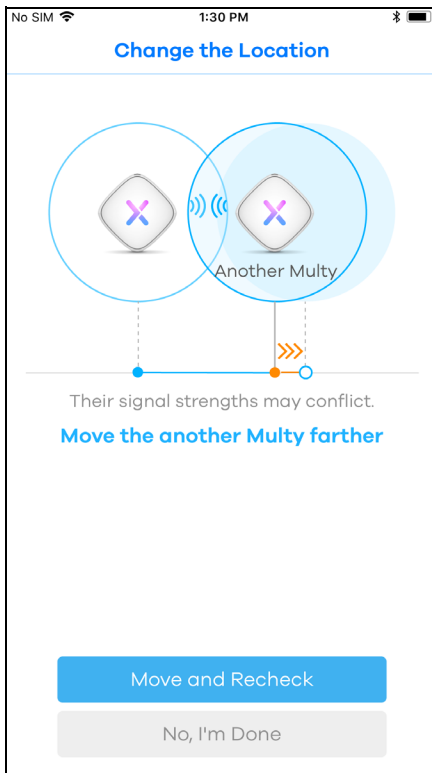 No SIM 1:30 PM
Change the Location
Another Multy
Their signal strengths may conflict.
Move the another Multy farther
Move and Recheck
No, I'm Done